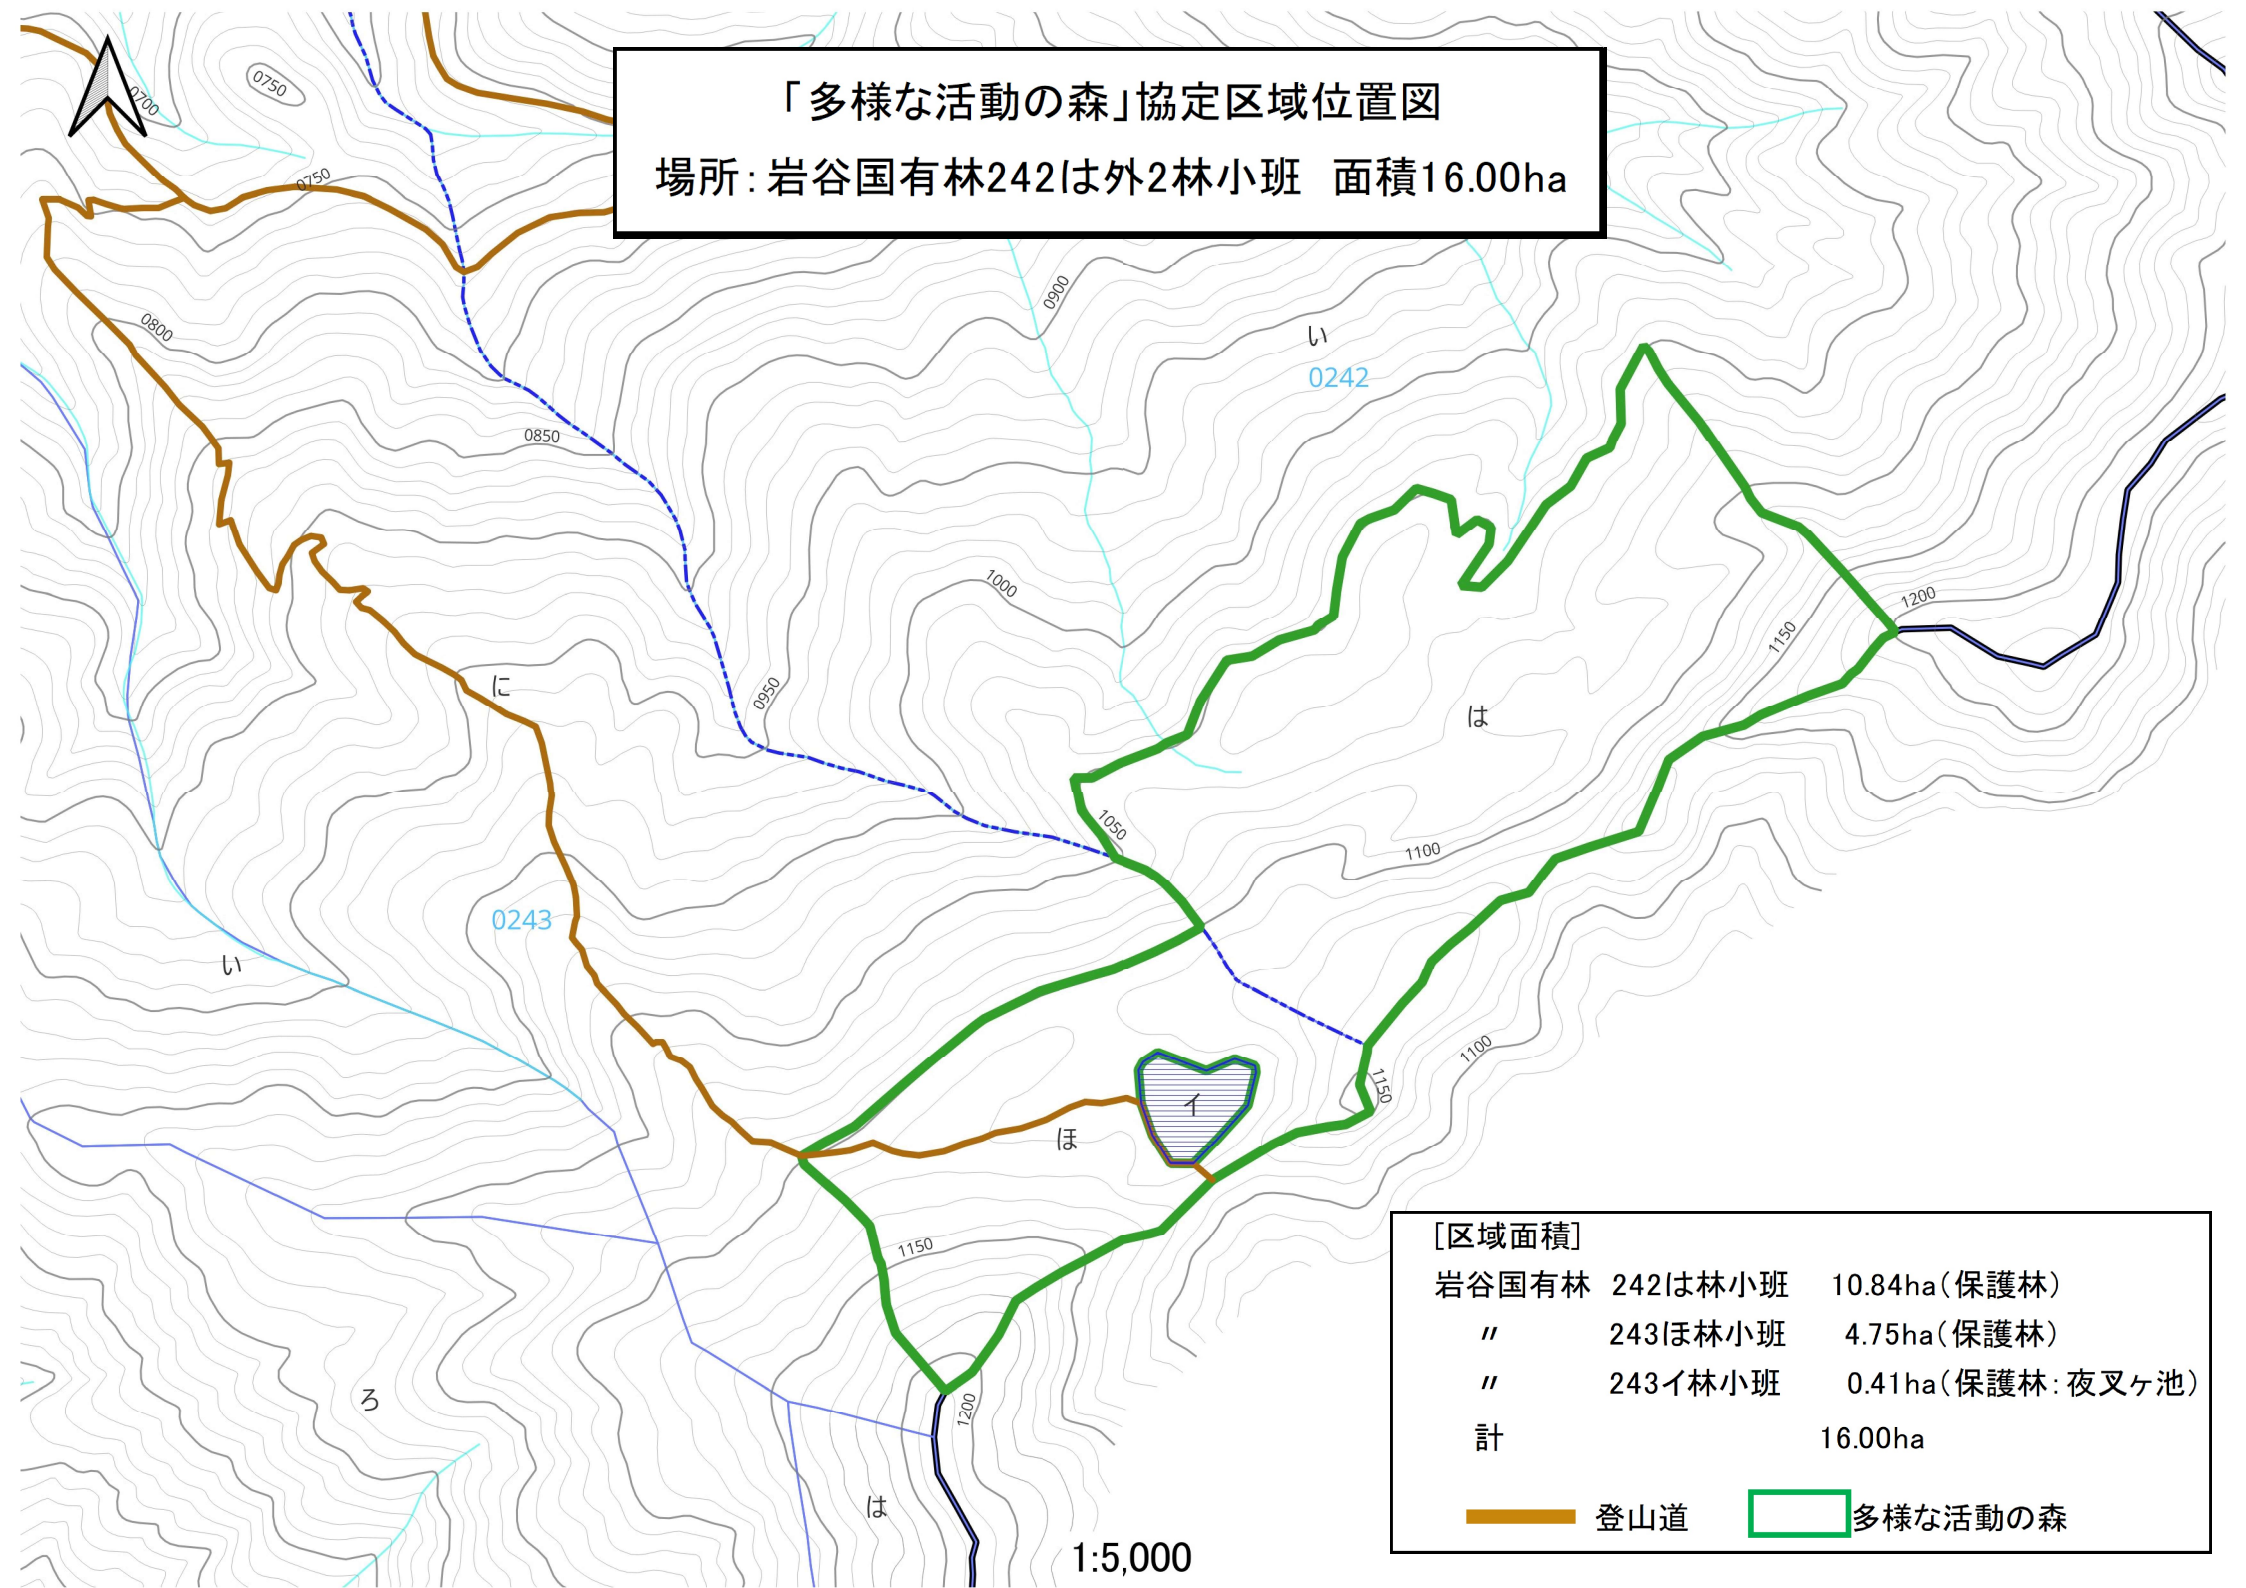 「多様な活動の森」協定区域位置図
場所：岩谷国有林242は外2林小班　面積16.00ha
0750
0700
0750
0800
0900
い
0242
0850
1000
1200
1150
に
0950
は
1050
1100
0243
い
1100
1150
イ
ほ
1150
ろ
1200
は
[区域面積]
岩谷国有林　242は林小班　10.84ha（保護林）
〃　243ほ林小班　4.75ha（保護林）
〃　243イ林小班　0.41ha（保護林：夜叉ヶ池）
計　16.00ha
登山道　多様な活動の森
1:5,000